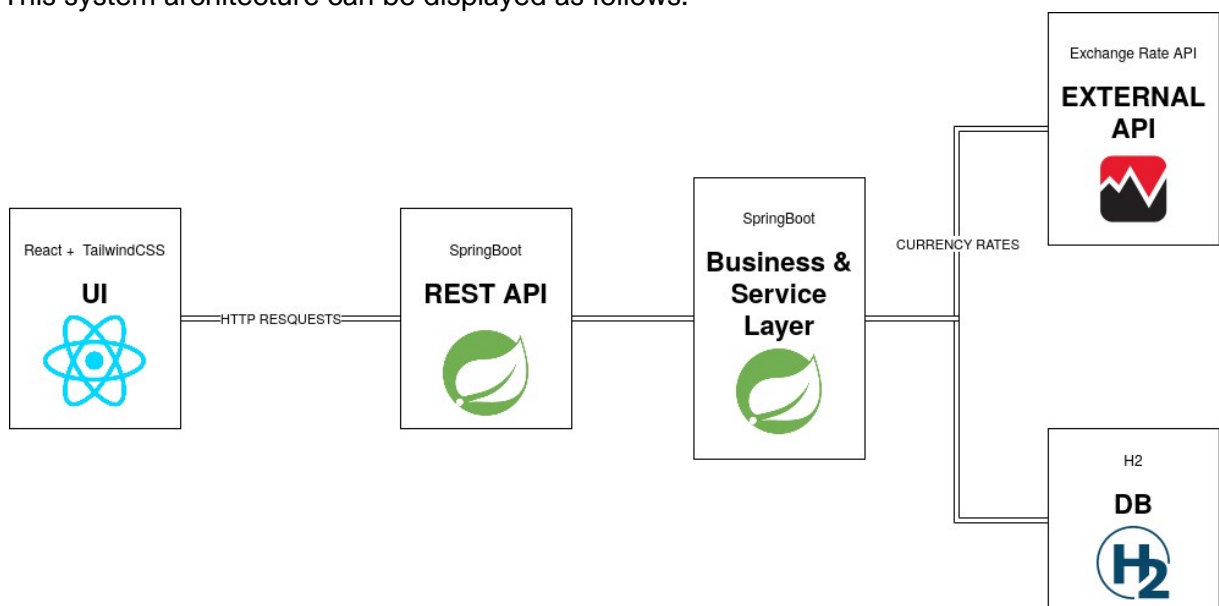 This system architecture can be displayed as follows:
Exchange Rate API
EXTERNAL
API
React + TailwindCSS
UI
HTTP RESQUESTS
SpringBoot
REST API
SpringBoot
Business &
Service
Layer
CURRENCY RATES
H2
DB
H2